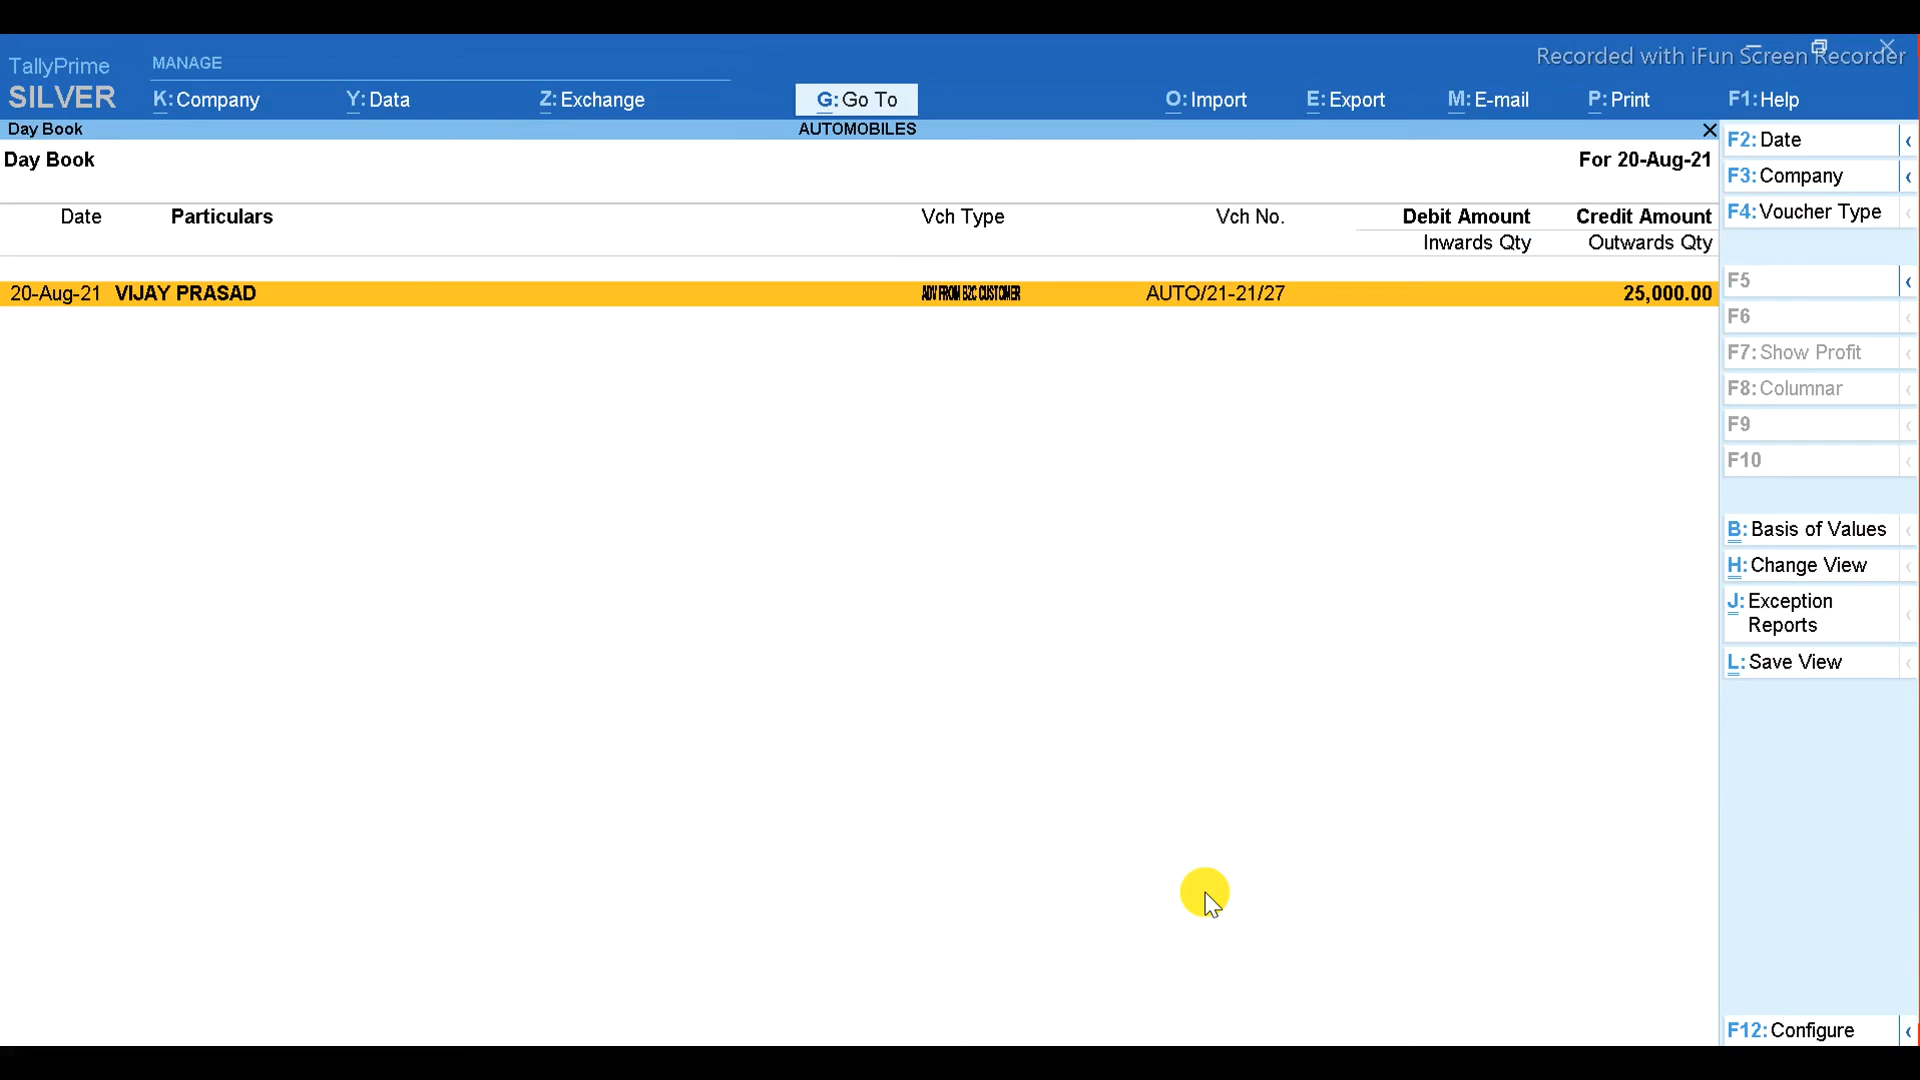 Recorded with iFun Screen Recorder
TallyPrime
SILVER
MANAGE
K: Company
Y: Data
Z: Exchange
G: Go To
O: Import
E: Export
M: E-mail
P: Print
F1: Help
Day Book
AUTOMOBILES
Day Book
For 20-Aug-21
Date
Particulars
Vch Type
Vch No.
Debit Amount
Credit Amount
Inwards Qty
Outwards Qty
20-Aug-21 VIJAY PRASAD ADV FROM B2C CUSTOMER AUTO/21-21/27 25,000.00
F2: Date
F3: Company
F4: Voucher Type
F5
F6
F7: Show Profit
F8: Columnar
F9
F10
B: Basis of Values
H: Change View
J: Exception
Reports
L: Save View
F12: Configure